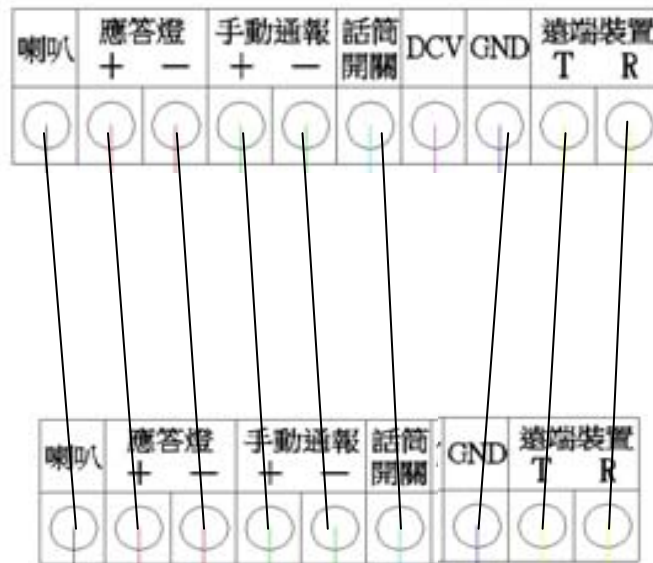 喇叭 應答燈 手動通報 話筒 DCV GND 遠端裝置
+ − + − 開關 T R
喇叭 應答燈 手動通報 話筒 GND 遠端裝置
+ − + − 開關 T R